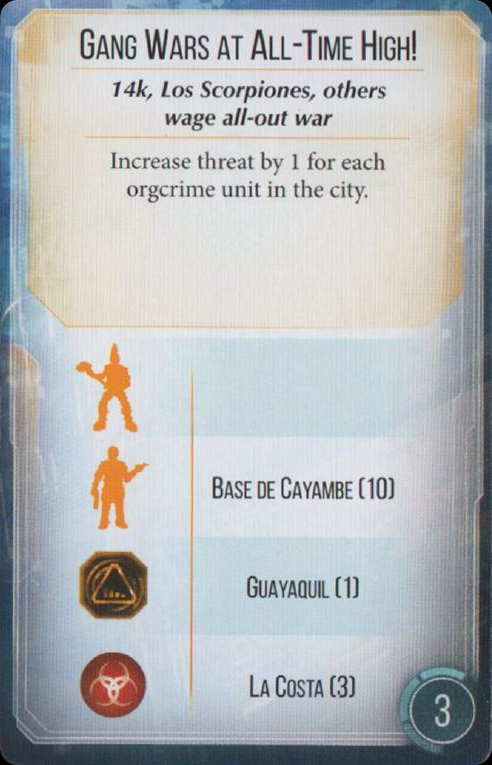 Gang Wars at All-Time High!
14k, Los Scorpiones, others
wage all-out war
Increase threat by 1 for each
orgcrime unit in the city.
Base de Cayambe (10)
Guayaquil (1)
La Costa (3)
3